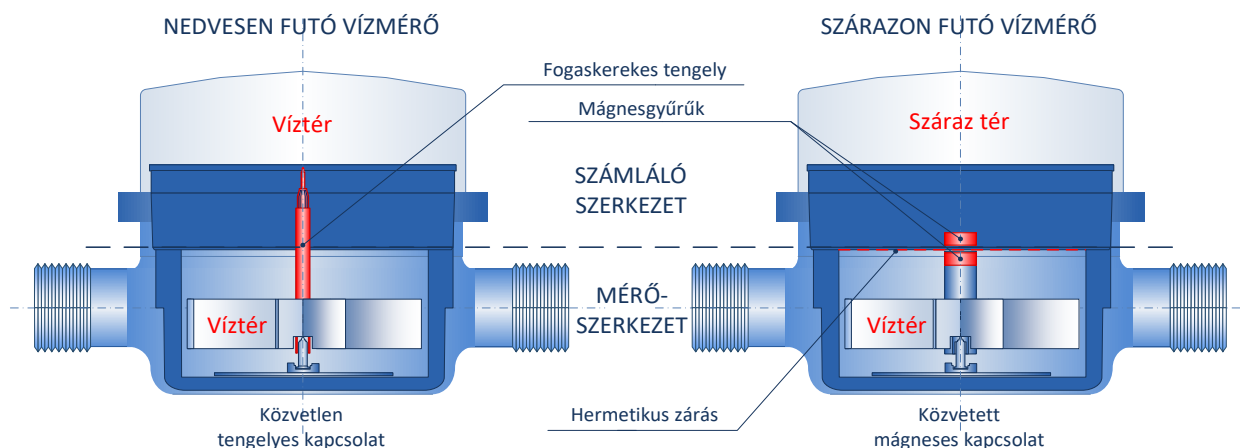 NEDVESEN FUTÓ VÍZMÉRŐ
SZÁRAZON FUTÓ VÍZMÉRŐ
Fogaskerekes tengely
Mágnesgyűrűk
Víztér
Száraz tér
SZÁMLÁLÓ
SZERKEZET
MÉRŐ-
SZERKEZET
Víztér
Víztér
Hermetikus zárás
Közvetlen
tengelyes kapcsolat
Közvetett
mágneses kapcsolat